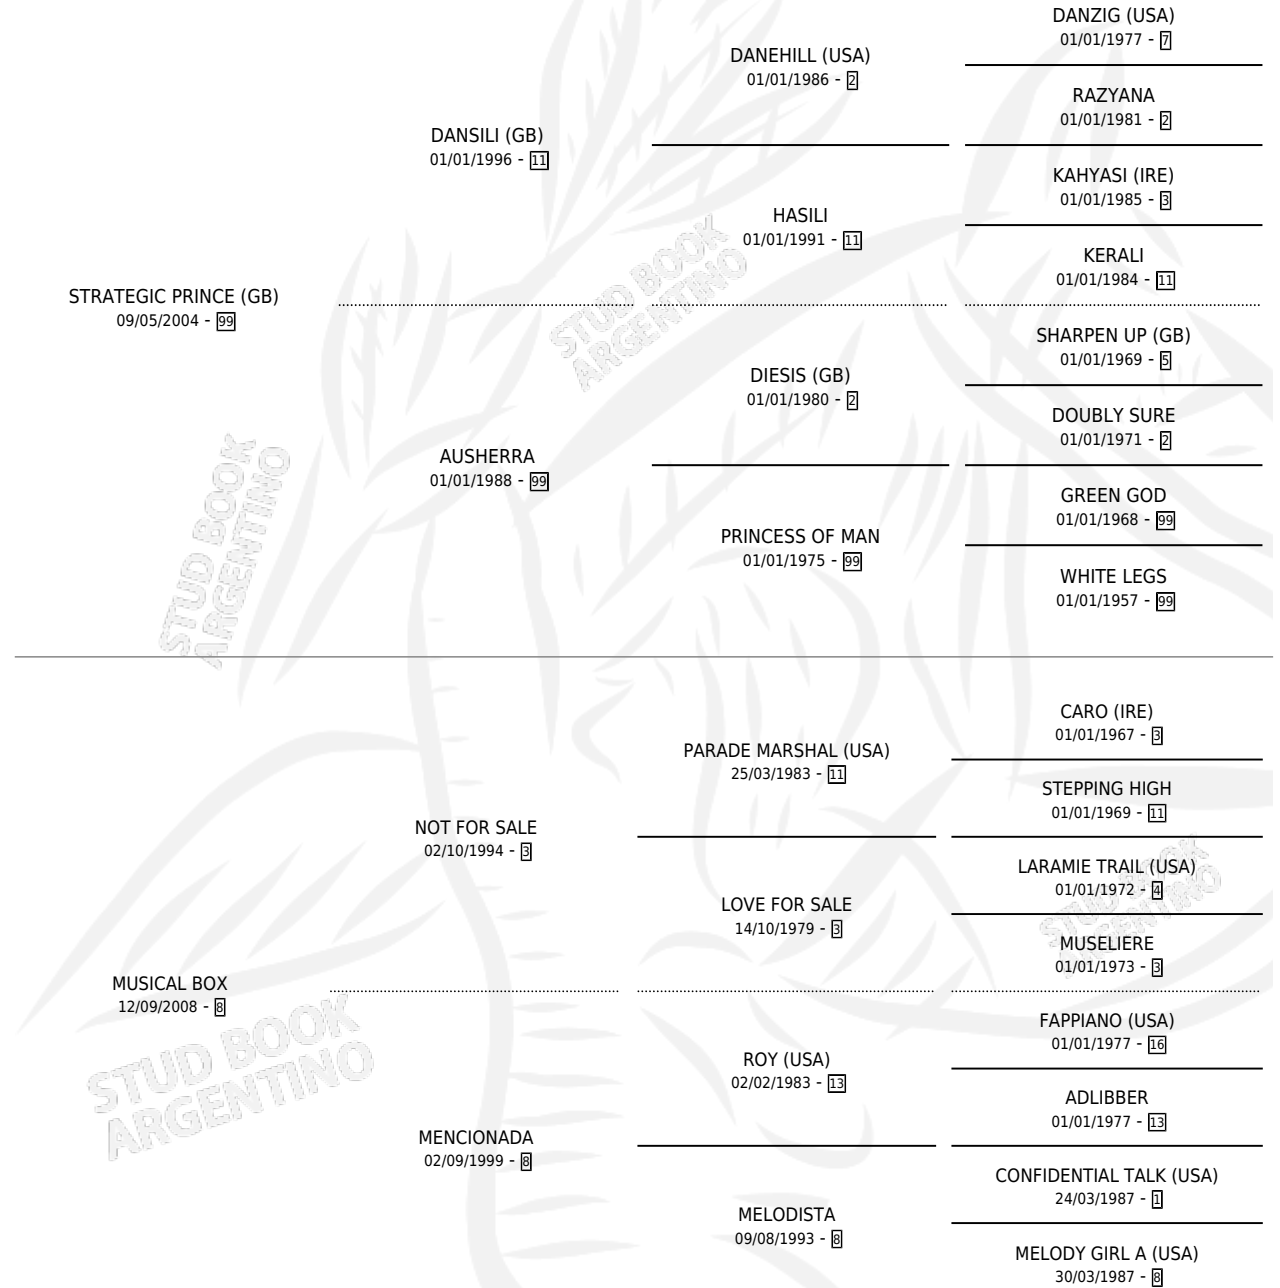 DANZIG (USA)
01/01/1977 - 7
DANEHILL (USA)
01/01/1986 - 2
RAZYANA
01/01/1981 - 2
DANSILI (GB)
01/01/1996 - 11
KAHYASI (IRE)
01/01/1985 - 3
HASILI
01/01/1991 - 11
KERALI
01/01/1984 - 11
STRATEGIC PRINCE (GB)
09/05/2004 - 99
SHARPEN UP (GB)
01/01/1969 - 5
DIESIS (GB)
01/01/1980 - 2
DOUBLY SURE
01/01/1971 - 2
AUSHERRA
01/01/1988 - 99
GREEN GOD
01/01/1968 - 99
PRINCESS OF MAN
01/01/1975 - 99
WHITE LEGS
01/01/1957 - 99
CARO (IRE)
01/01/1967 - 3
PARADE MARSHAL (USA)
25/03/1983 - 11
STEPPING HIGH
01/01/1969 - 11
NOT FOR SALE
02/10/1994 - 3
LARAMIE TRAIL (USA)
01/01/1972 - 4
LOVE FOR SALE
14/10/1979 - 3
MUSELIERE
01/01/1973 - 3
MUSICAL BOX
12/09/2008 - 8
FAPPIANO (USA)
01/01/1977 - 16
ROY (USA)
02/02/1983 - 13
ADLIBBER
01/01/1977 - 13
MENCIONADA
02/09/1999 - 8
CONFIDENTIAL TALK (USA)
24/03/1987 - 1
MELODISTA
09/08/1993 - 8
MELODY GIRL A (USA)
30/03/1987 - 8
STUD BOOK
ARGENTINO
STUD BOOK
ARGENTINO
STUD BOOK
ARGENTINO
STUD BOOK
ARGENTINO